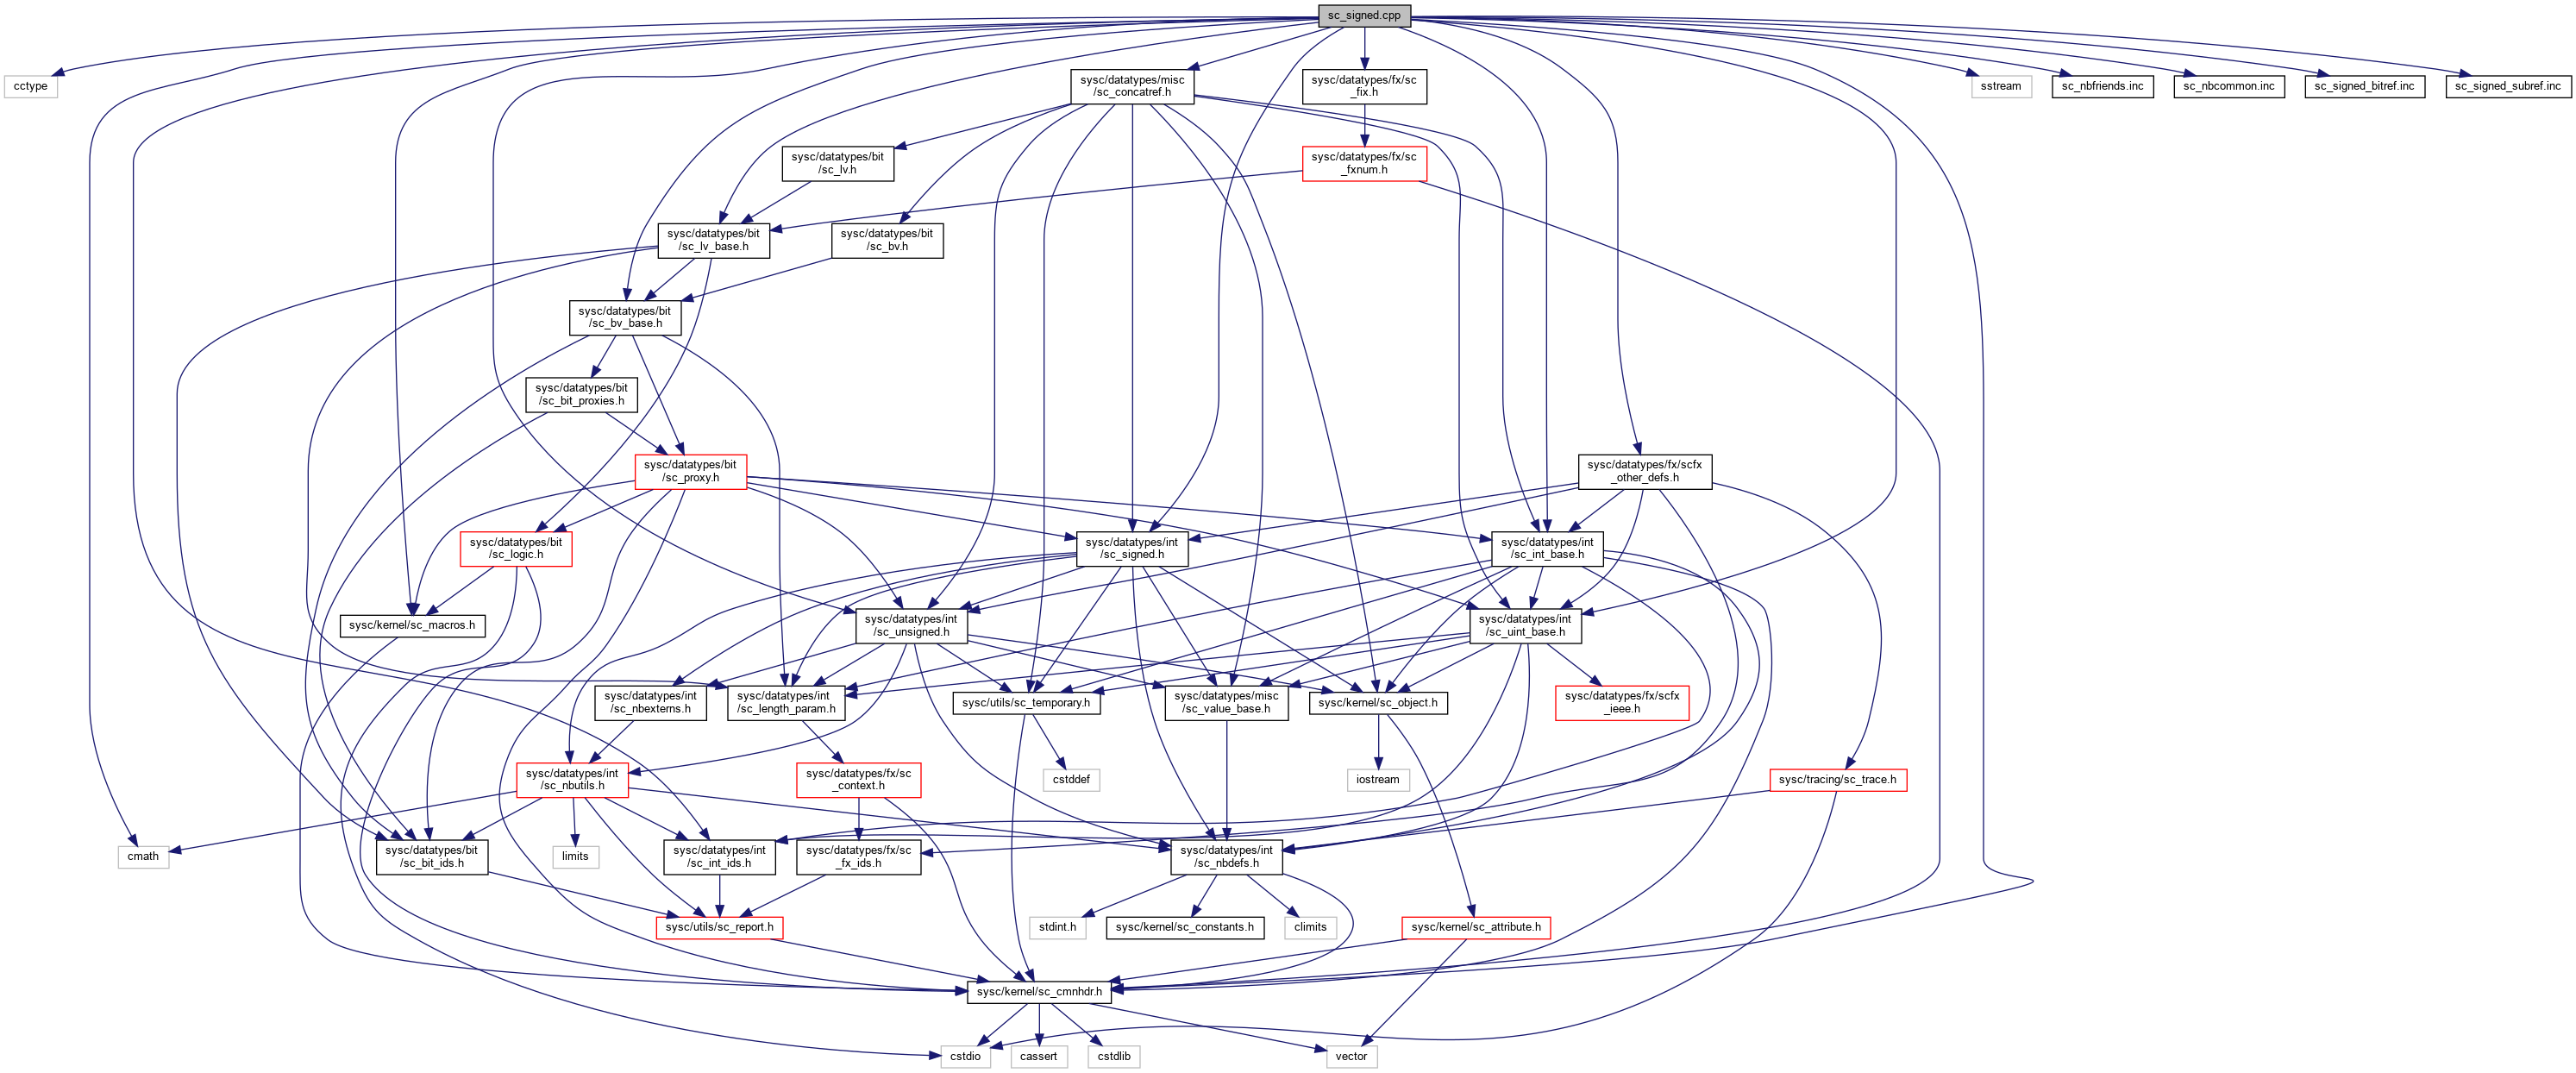 sc_signed.cpp
sysc/datatypes/misc
/sc_concatref.h
sysc/datatypes/fx/sc
_fix.h
cctype
sstream
sc_nbfriends.inc
sc_nbcommon.inc
sc_signed_bitref.inc
sc_signed_subref.inc
sysc/datatypes/bit
/sc_lv.h
sysc/datatypes/fx/sc
_fxnum.h
sysc/datatypes/bit
/sc_lv_base.h
sysc/datatypes/bit
/sc_bv.h
sysc/datatypes/bit
/sc_bv_base.h
sysc/datatypes/bit
/sc_bit_proxies.h
sysc/datatypes/bit
/sc_proxy.h
sysc/datatypes/fx/scfx
_other_defs.h
sysc/datatypes/bit
/sc_logic.h
sysc/datatypes/int
/sc_signed.h
sysc/datatypes/int
/sc_int_base.h
sysc/kernel/sc_macros.h
sysc/datatypes/int
/sc_unsigned.h
sysc/datatypes/int
/sc_uint_base.h
sysc/datatypes/int
/sc_nbexterns.h
sysc/datatypes/int
/sc_length_param.h
sysc/utils/sc_temporary.h
sysc/datatypes/misc
/sc_value_base.h
sysc/kernel/sc_object.h
sysc/datatypes/fx/scfx
_ieee.h
sysc/datatypes/int
/sc_nbutils.h
sysc/datatypes/fx/sc
_context.h
cstddef
iostream
sysc/tracing/sc_trace.h
cmath
sysc/datatypes/bit
/sc_bit_ids.h
limits
sysc/datatypes/int
/sc_int_ids.h
sysc/datatypes/fx/sc
_fx_ids.h
sysc/datatypes/int
/sc_nbdefs.h
sysc/utils/sc_report.h
stdint.h
sysc/kernel/sc_constants.h
climits
sysc/kernel/sc_attribute.h
sysc/kernel/sc_cmnhdr.h
cstdio
cassert
cstdlib
vector